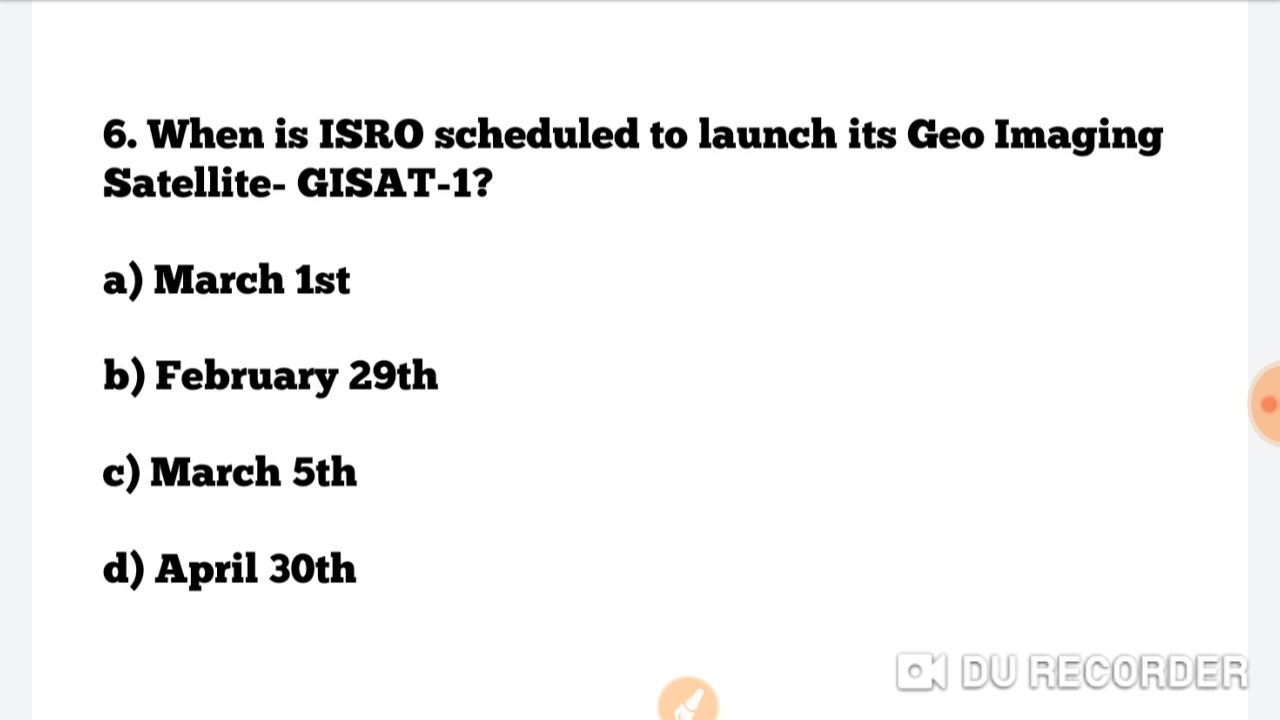 6. When is ISRO scheduled to launch its Geo Imaging
Satellite- GISAT-1?
a) March 1st
b) February 29th
c) March 5th
d) April 30th
DU RECORDER